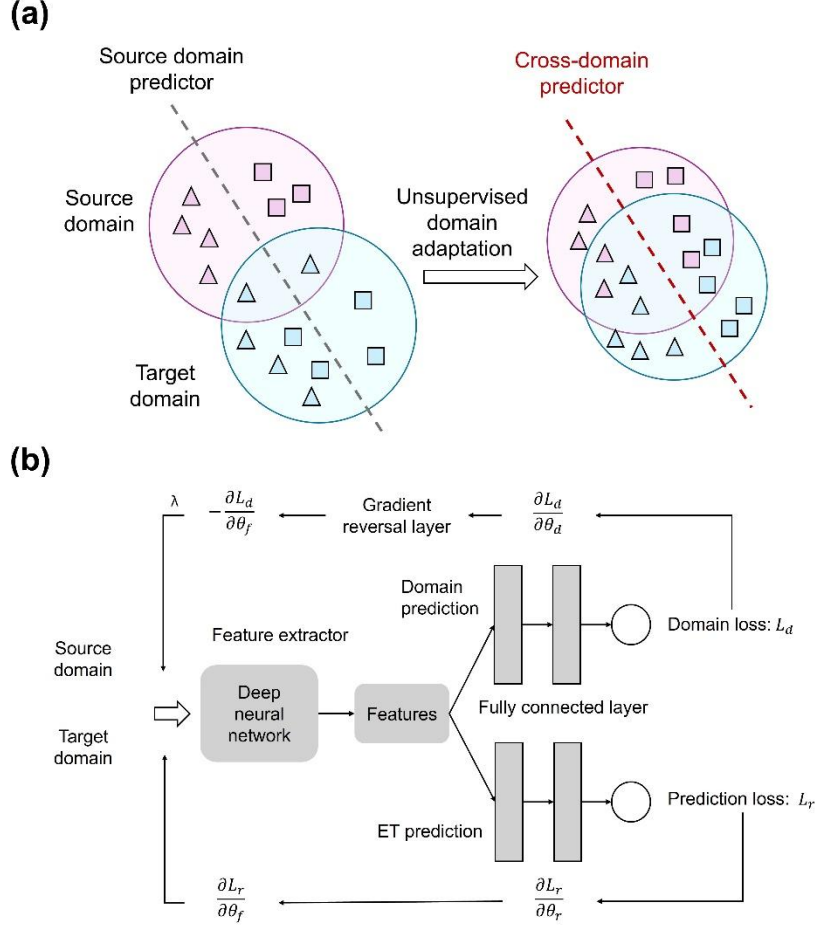 (a)
Source domain
predictor
Cross-domain
predictor
Source
domain
Unsupervised
domain
adaptation
Target
domain
(b)
λ
−∂L_d/∂θ_f
Gradient
reversal layer
∂L_d/∂θ_d
Domain
prediction
Source
domain
Feature extractor
Domain loss: L_d
Deep
neural
network
Features
Fully connected layer
Target
domain
ET prediction
Prediction loss: L_r
∂L_r/∂θ_f
∂L_r/∂θ_r